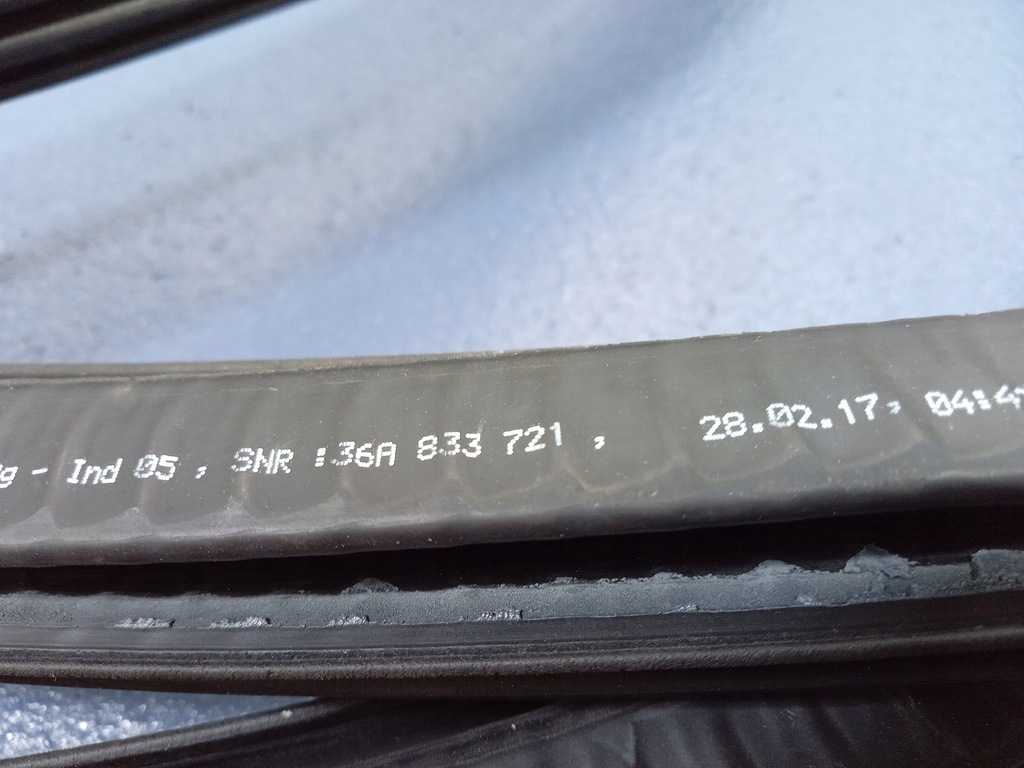 - Ind 05 , SNR :36A 833 721 , 28.02.17, 04:4